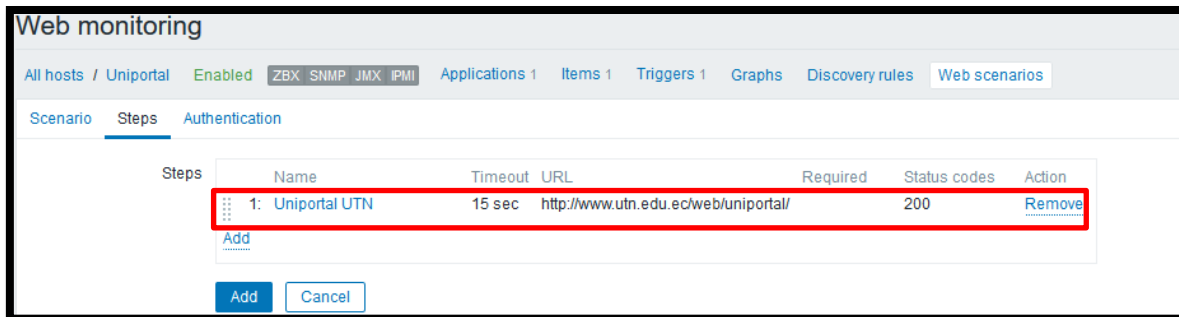 Web monitoring
All hosts / Uniportal Enabled ZBX SNMP JMX IPMI Applications 1 Items 1 Triggers 1 Graphs Discovery rules Web scenarios
Scenario Steps Authentication
Steps Name Timeout URL Required Status codes Action
1: Uniportal UTN 15 sec http://www.utn.edu.ec/web/uniportal/ 200 Remove
Add
Add Cancel